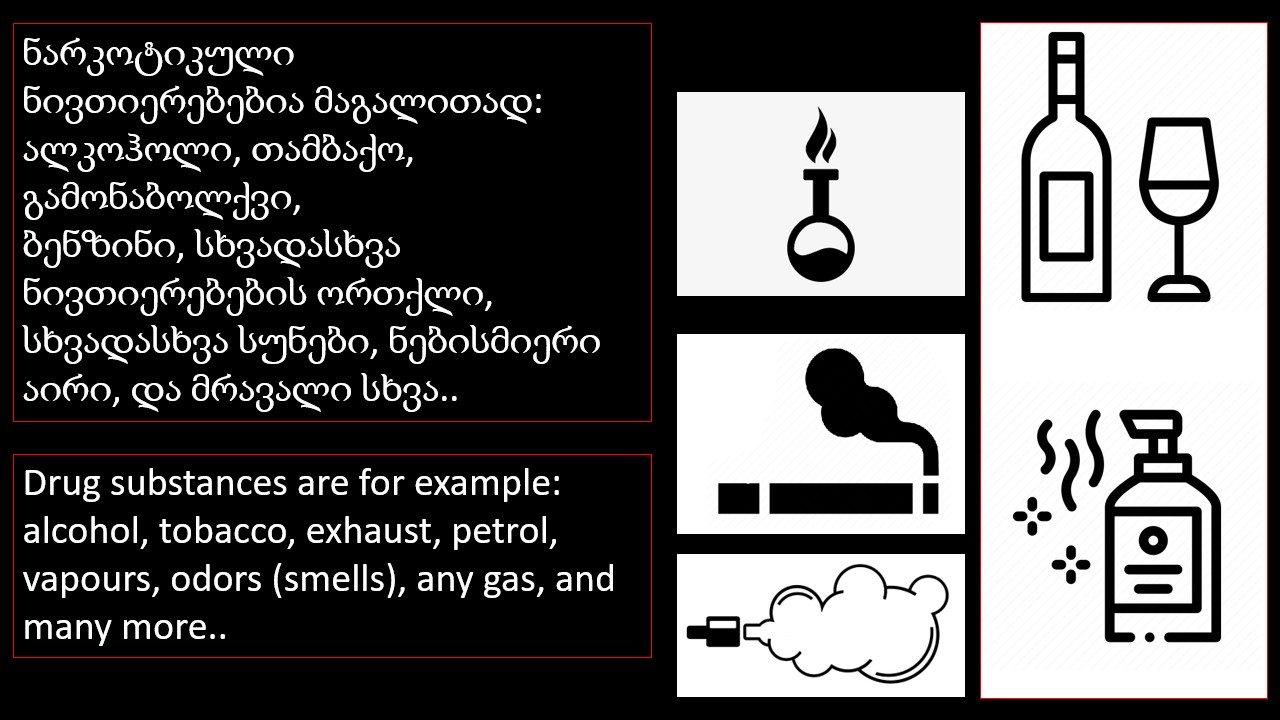 ნარკოტიკული
ნივთიერებებია მაგალითად:
ალკოჰოლი, თამბაქო,
გამონაბოლქვი,
ბენზინი, სხვადასხვა
ნივთიერებების ორთქლი,
სხვადასხვა სუნები, ნებისმიერი
აირი, და მრავალი სხვა..
Drug substances are for example:
alcohol, tobacco, exhaust, petrol,
vapours, odors (smells), any gas, and
many more..